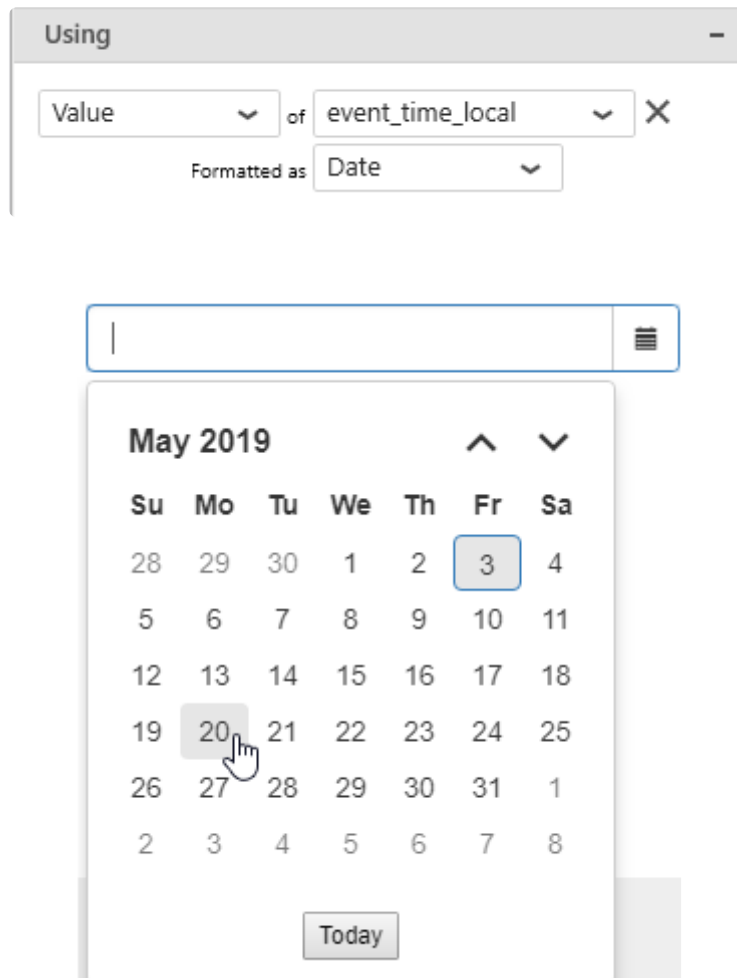 Using
Value of event_time_local
Formatted as Date
May 2019
Su Mo Tu We Th Fr Sa
28 29 30 1 2 3 4
5 6 7 8 9 10 11
12 13 14 15 16 17 18
19 20 21 22 23 24 25
26 27 28 29 30 31 1
2 3 4 5 6 7 8
Today